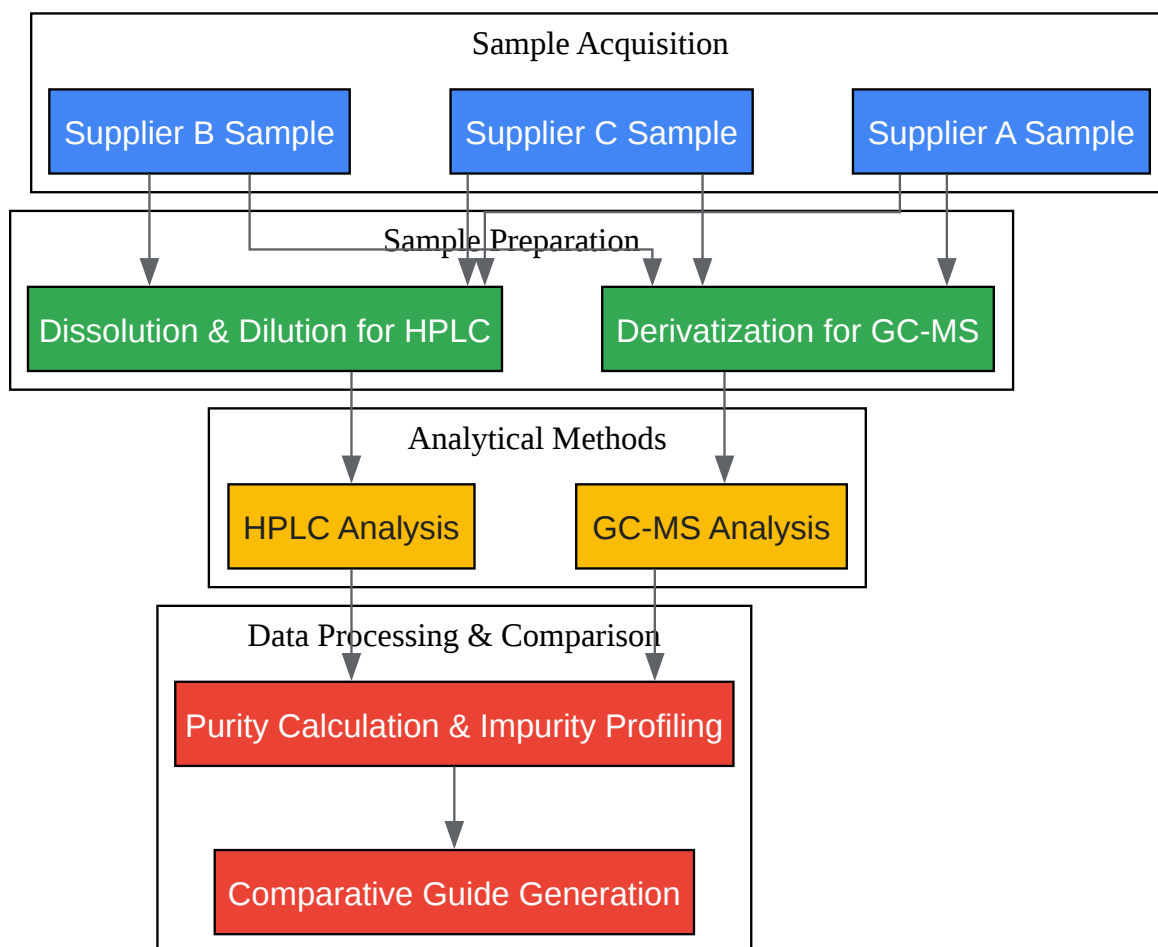 Sample Acquisition
Supplier B Sample
Supplier C Sample
Supplier A Sample
Sample Preparation
Dissolution & Dilution for HPLC
Derivatization for GC-MS
Analytical Methods
HPLC Analysis
GC-MS Analysis
Data Processing & Comparison
Purity Calculation & Impurity Profiling
Comparative Guide Generation